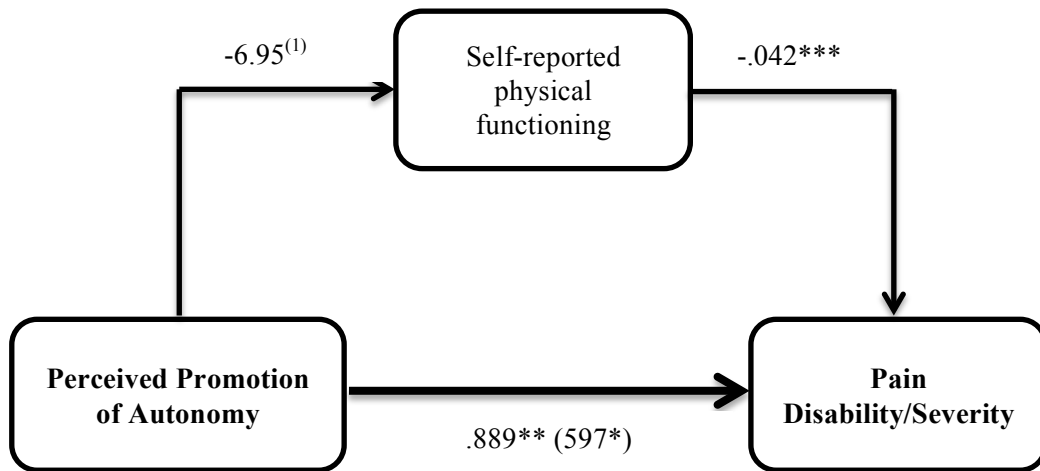 -6.95(1)
Self-reported
physical
functioning
-.042***
Perceived Promotion
of Autonomy
Pain
Disability/Severity
.889** (597*)